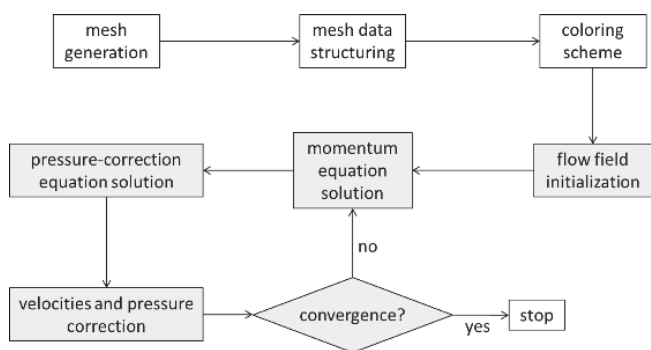 mesh
generation
mesh data
structuring
coloring
scheme
flow field
initialization
momentum
equation
solution
pressure-correction
equation solution
velocities and pressure
correction
convergence?
no
yes
stop